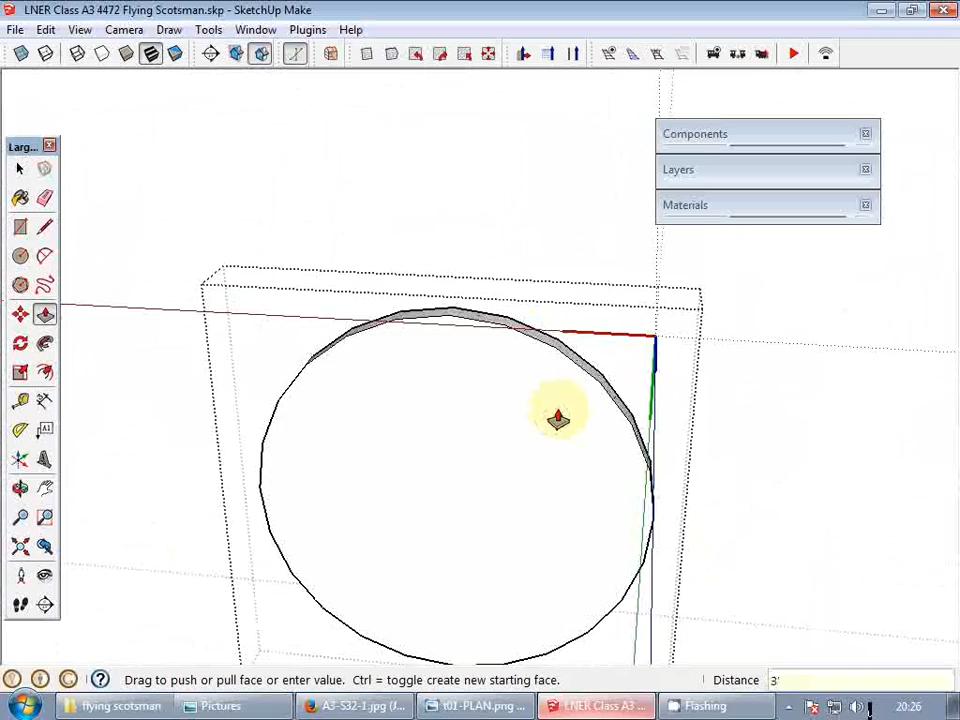 LNER Class A3 4472 Flying Scotsman.skp - SketchUp Make
File Edit View Camera Draw Tools Window Plugins Help
Components
Larg...
Layers
Materials
A1
Drag to push or pull face or enter value. Ctrl = toggle create new starting face.
Distance 3'
flying scotsman
Pictures
A3-S32-1.jpg (I...
t01-PLAN.png ...
LNER Class A3 ...
Flashing
20:26